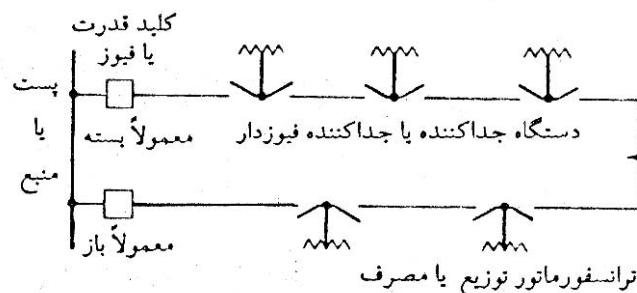 کلید قدرت
یا فیوز
پست
یا
منبع
معمولاً بسته
دستگاه جداکننده یا جداکننده فیوزدار
معمولاً باز
ترانسفورماتور توزیع یا مصرف